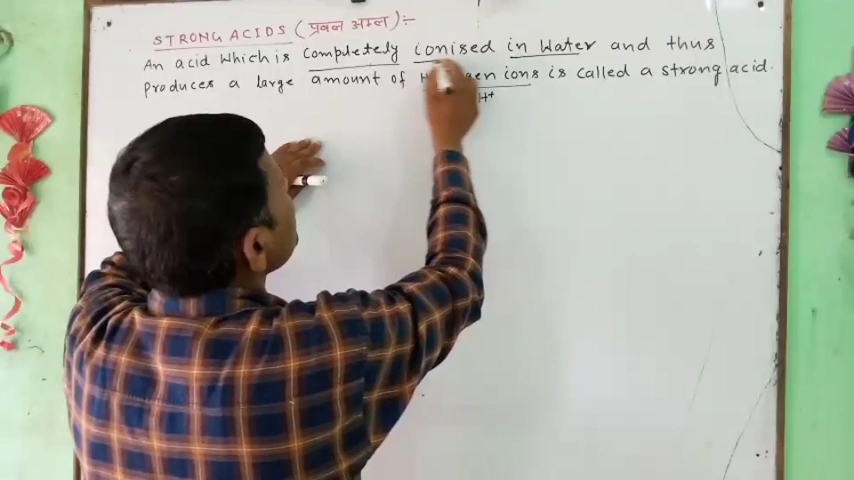 STRONG ACIDS (प्रबल अम्ल):-
An acid which is completely ionised in Water and thus
produces a large amount of ions is called a strong acid.
H+